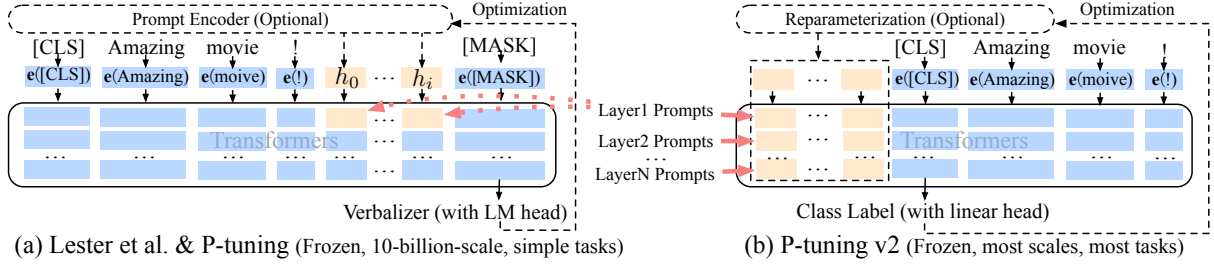 Prompt Encoder (Optional)
Optimization
[CLS] Amazing movie ! [MASK]
e([CLS]) e(Amazing) e(moive) e(!) h0 ··· hi e([MASK])
Transformers
...
... ... ... ... ... ... ... ...
Verbalizer (with LM head)
(a) Lester et al. & P-tuning (Frozen, 10-billion-scale, simple tasks)
Layer1 Prompts
Layer2 Prompts
...
LayerN Prompts
Reparameterization (Optional)
Optimization
[CLS] Amazing movie !
... e([CLS]) e(Amazing) e(moive) e(!)
...
Transformers
...
... ... ... ... ... ... ...
Class Label (with linear head)
(b) P-tuning v2 (Frozen, most scales, most tasks)